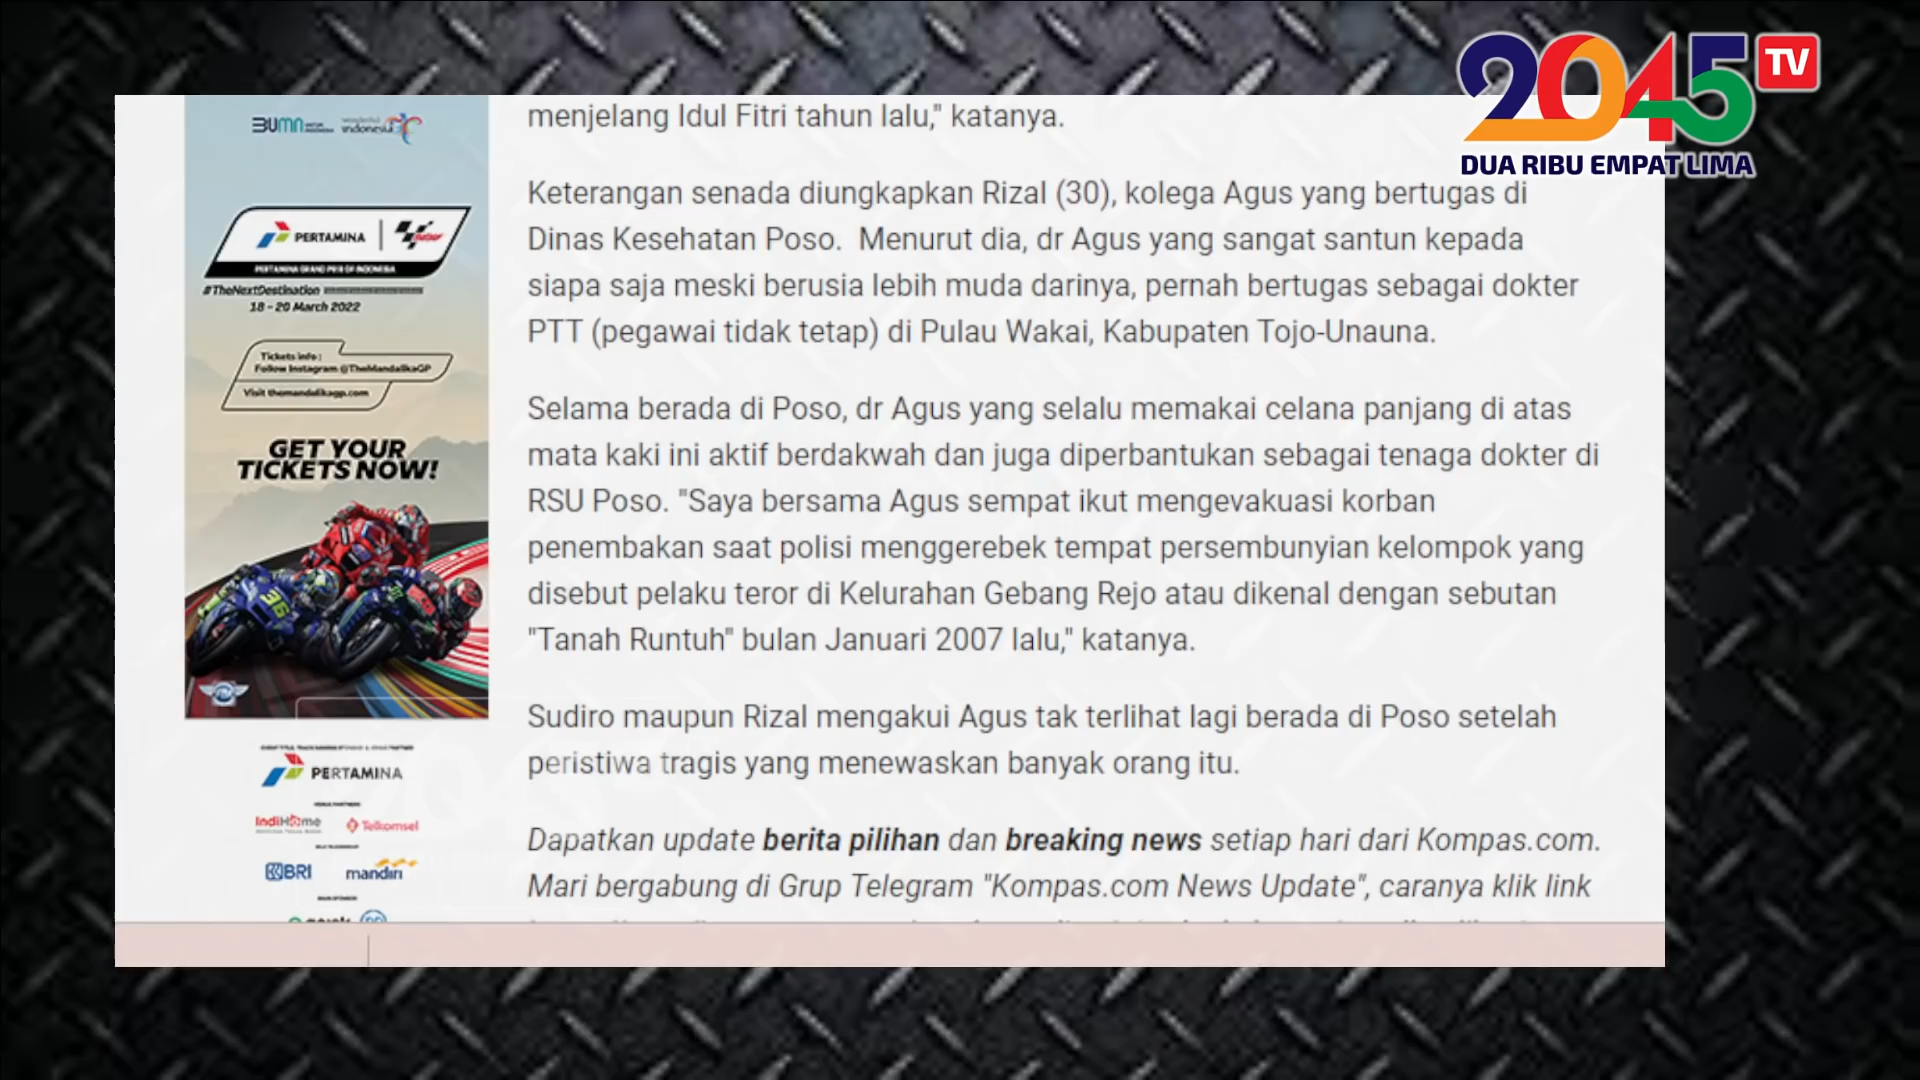 2045 TV
DUA RIBU EMPAT LIMA
BUMN
wonderful indonesia
PERTAMINA
PERTAMINA GRAND PRIX OF INDONESIA
#TheNextDestination
18 - 20 March 2022
Tickets info :
Follow Instagram @TheMandalikaGP
Visit themandalikagp.com
GET YOUR
TICKETS NOW!
36
PERTAMINA
IndiHome
Telkomsel
BRI
mandiri
menjelang Idul Fitri tahun lalu," katanya.
Keterangan senada diungkapkan Rizal (30), kolega Agus yang bertugas di
Dinas Kesehatan Poso. Menurut dia, dr Agus yang sangat santun kepada
siapa saja meski berusia lebih muda darinya, pernah bertugas sebagai dokter
PTT (pegawai tidak tetap) di Pulau Wakai, Kabupaten Tojo-Unauna.
Selama berada di Poso, dr Agus yang selalu memakai celana panjang di atas
mata kaki ini aktif berdakwah dan juga diperbantukan sebagai tenaga dokter di
RSU Poso. "Saya bersama Agus sempat ikut mengevakuasi korban
penembakan saat polisi menggerebek tempat persembunyian kelompok yang
disebut pelaku teror di Kelurahan Gebang Rejo atau dikenal dengan sebutan
"Tanah Runtuh" bulan Januari 2007 lalu," katanya.
Sudiro maupun Rizal mengakui Agus tak terlihat lagi berada di Poso setelah
peristiwa tragis yang menewaskan banyak orang itu.
Dapatkan update berita pilihan dan breaking news setiap hari dari Kompas.com.
Mari bergabung di Grup Telegram "Kompas.com News Update", caranya klik link